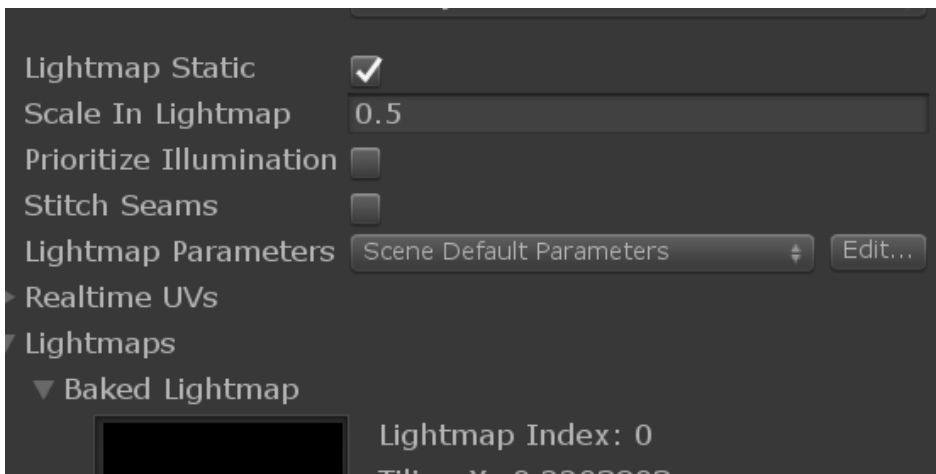 Lightmap Static
Scale In Lightmap 0.5
Prioritize Illumination
Stitch Seams
Lightmap Parameters Scene Default Parameters Edit...
Realtime UVs
Lightmaps
Baked Lightmap
Lightmap Index: 0